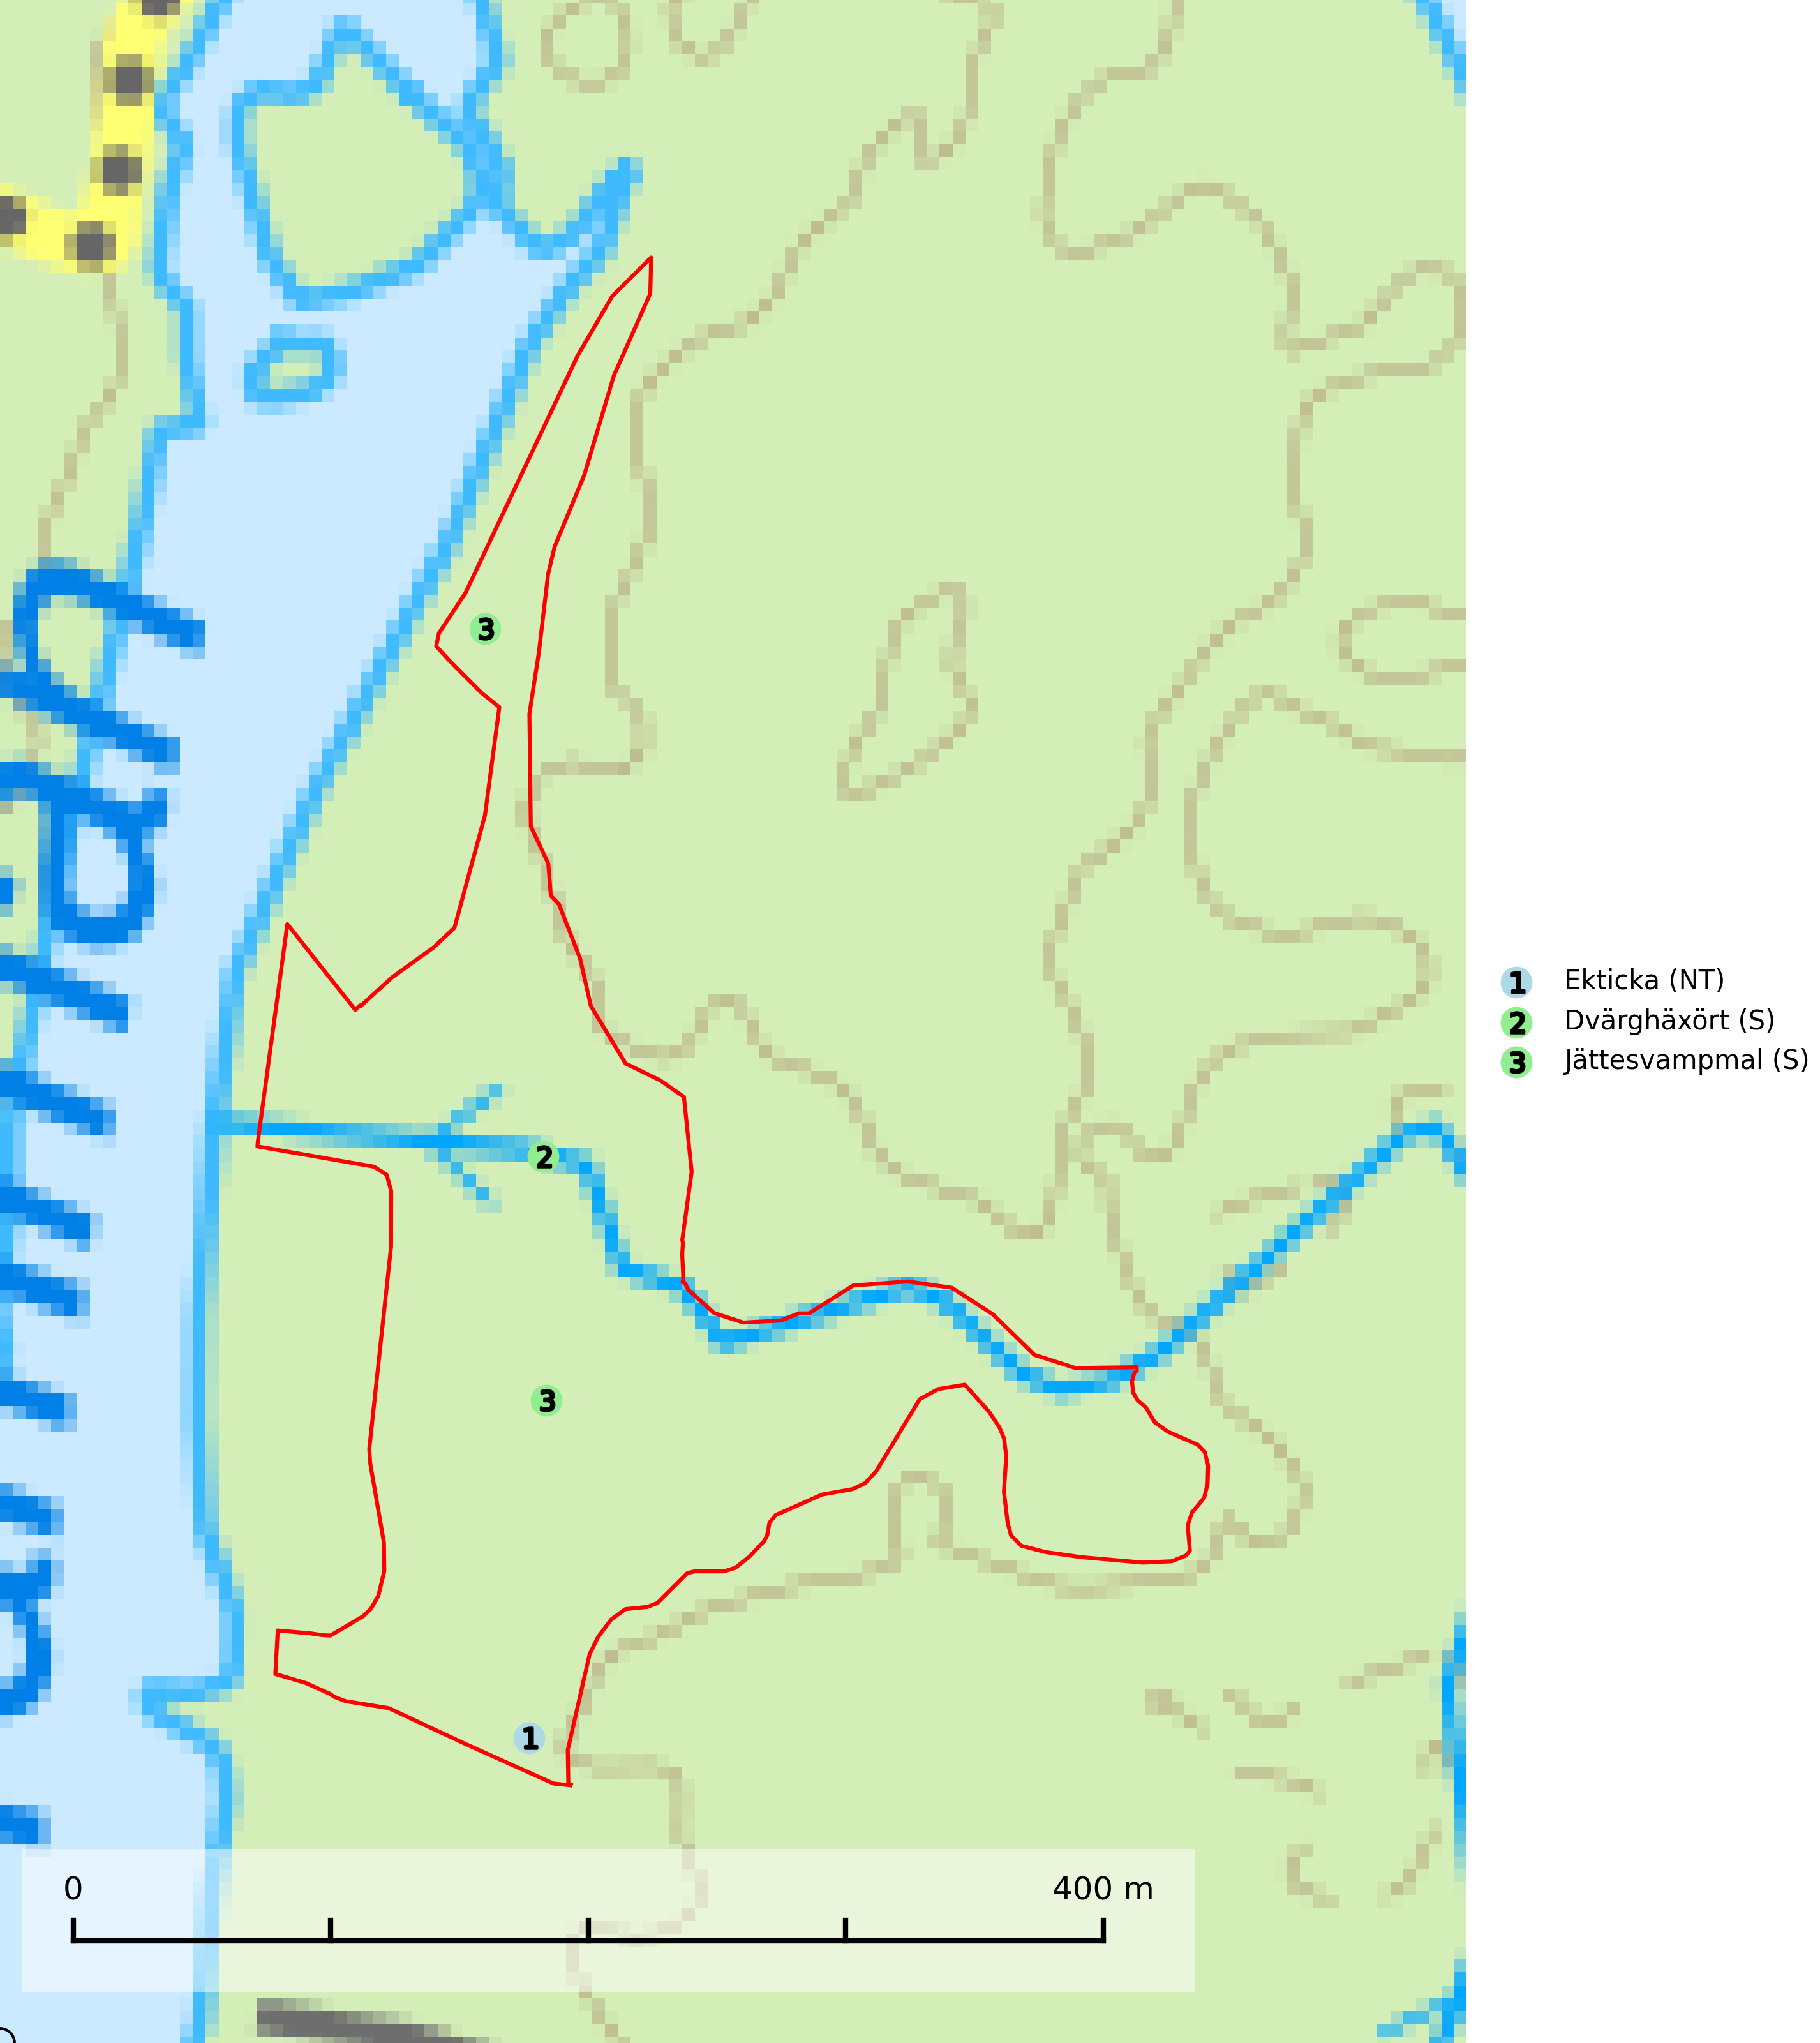 3
2
3
1
0 400 m
1 Ekticka (NT)
2 Dvärghäxört (S)
3 Jättesvampmal (S)